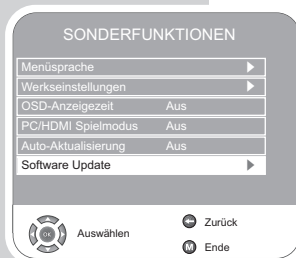 SONDERFUNKTIONEN
Menüsprache
Werkseinstellungen
OSD-Anzeigezeit Aus
PC/HDMI Spielmodus Aus
Auto-Aktualisierung Aus
Software Update
OK Auswählen
Zurück
M Ende